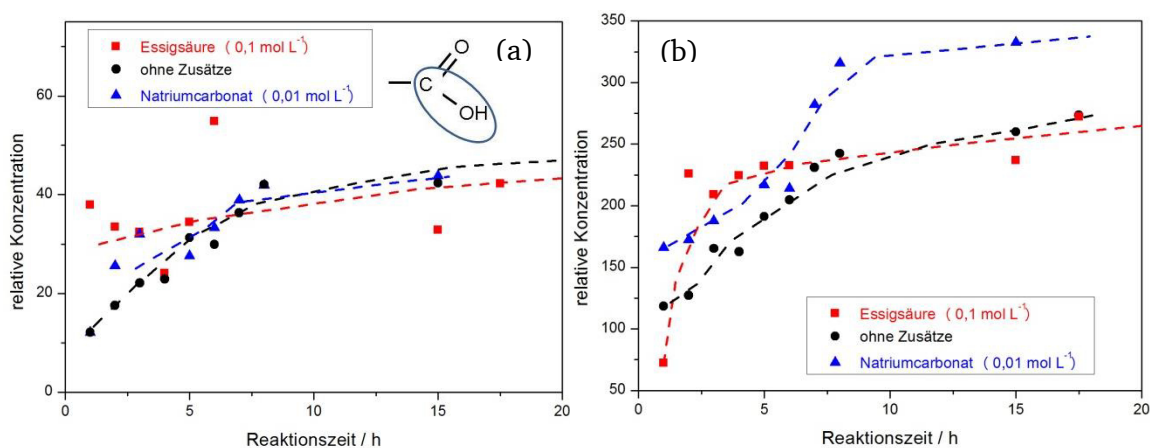 (a)
Essigsäure ( 0,1 mol L⁻¹)
ohne Zusätze
Natriumcarbonat ( 0,01 mol L⁻¹)
O
C
OH
relative Konzentration
60
40
20
0
0 5 10 15 20
Reaktionszeit / h
(b)
relative Konzentration
350
300
250
200
150
100
50
Essigsäure ( 0,1 mol L⁻¹)
ohne Zusätze
Natriumcarbonat ( 0,01 mol L⁻¹)
0 5 10 15 20
Reaktionszeit / h